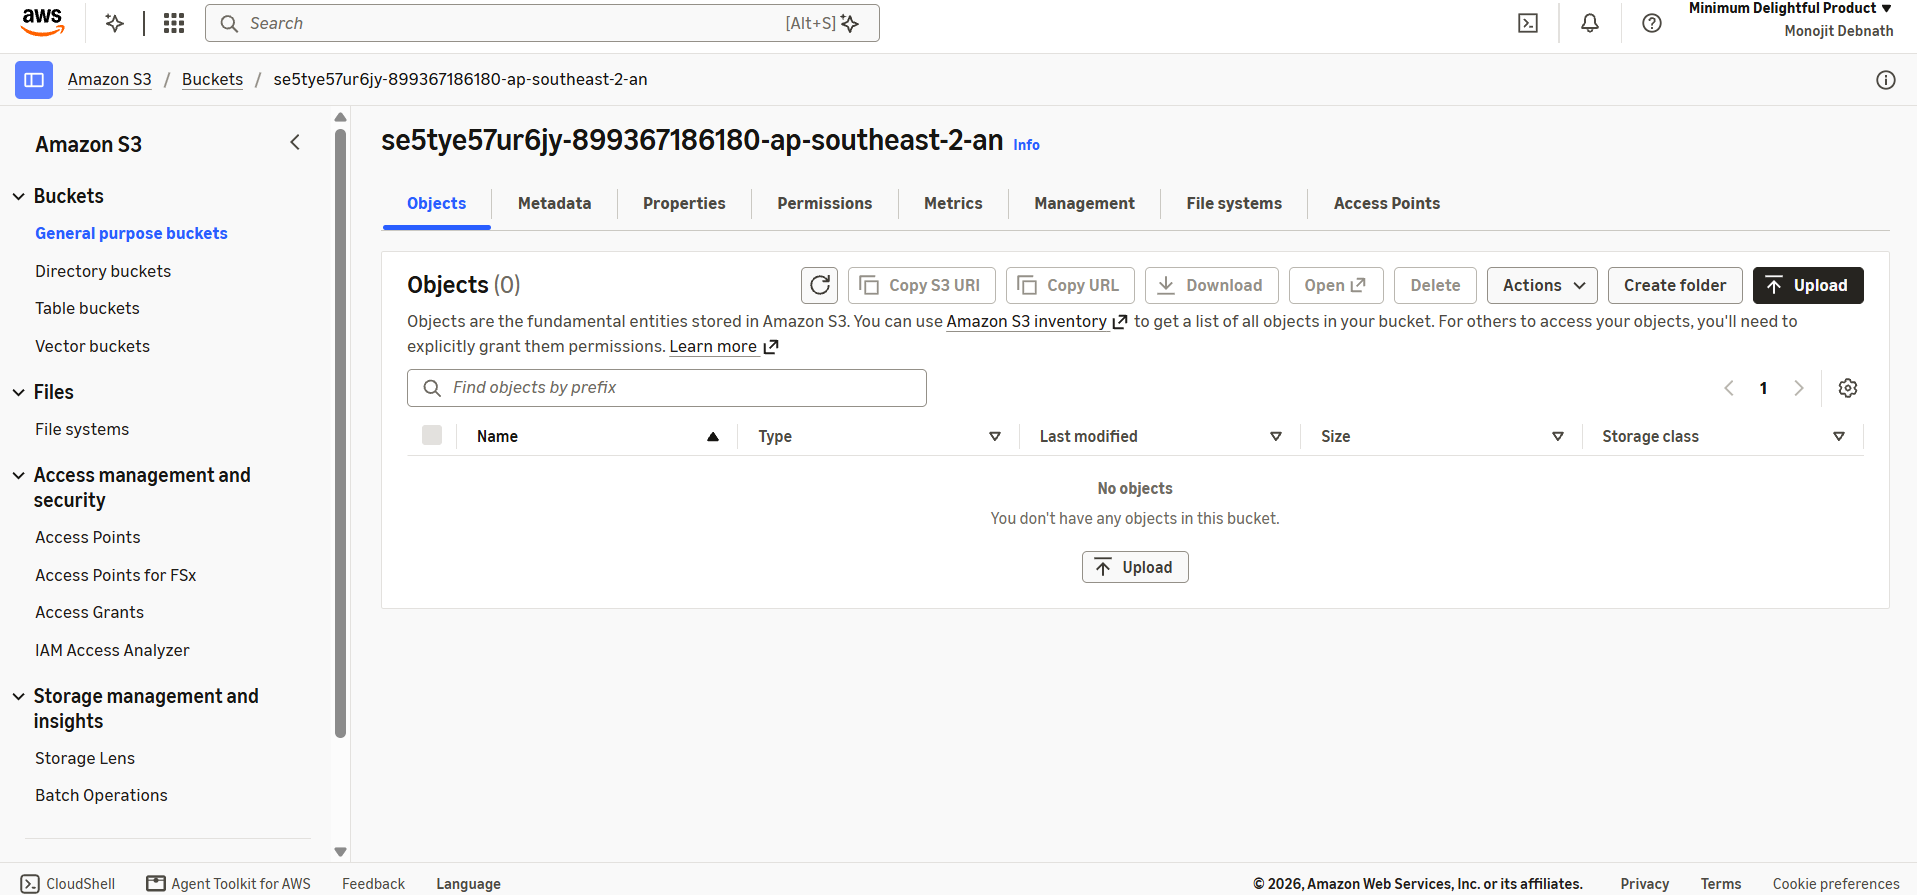 aws
Search [Alt+S]
Minimum Delightful Product
Monojit Debnath
Amazon S3 / Buckets / se5tye57ur6jy-899367186180-ap-southeast-2-an
Amazon S3
Buckets
General purpose buckets
Directory buckets
Table buckets
Vector buckets
Files
File systems
Access management and
security
Access Points
Access Points for FSx
Access Grants
IAM Access Analyzer
Storage management and
insights
Storage Lens
Batch Operations
se5tye57ur6jy-899367186180-ap-southeast-2-an Info
Objects Metadata Properties Permissions Metrics Management File systems Access Points
Objects (0) Copy S3 URI Copy URL Download Open Delete Actions Create folder Upload
Objects are the fundamental entities stored in Amazon S3. You can use Amazon S3 inventory to get a list of all objects in your bucket. For others to access your objects, you'll need to
explicitly grant them permissions. Learn more
Find objects by prefix 1
Name Type Last modified Size Storage class
No objects
You don't have any objects in this bucket.
Upload
CloudShell Agent Toolkit for AWS Feedback Language © 2026, Amazon Web Services, Inc. or its affiliates. Privacy Terms Cookie preferences